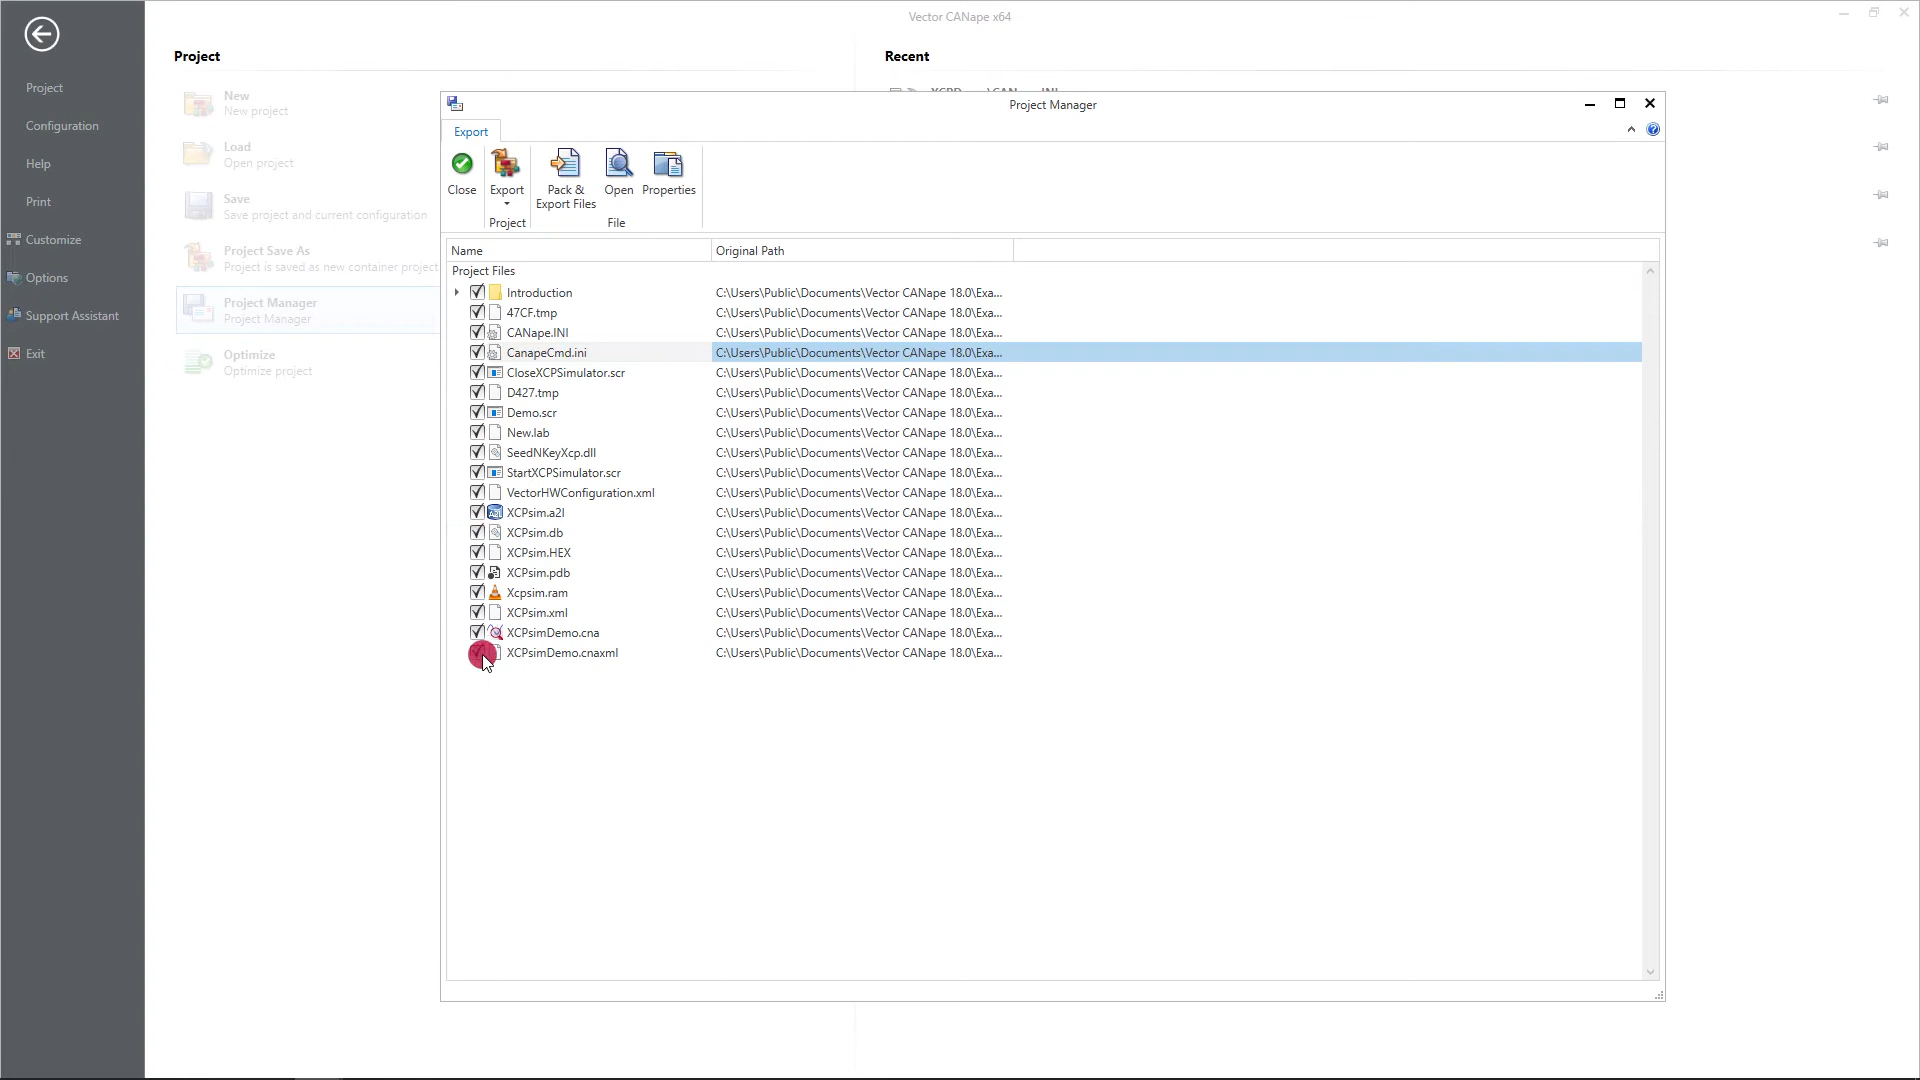 Vector CANape x64
Project
Configuration
Help
Print
Customize
Options
Support Assistant
Exit
Project
New
New project
Load
Open project
Save
Save project and current configuration
Project Save As
Project is saved as new container project
Project Manager
Project Manager
Optimize
Optimize project
Recent
Project Manager
Export
Close
Export
Project
Pack &
Export Files
Open
Properties
File
Name Original Path
Project Files
Introduction C:\Users\Public\Documents\Vector CANape 18.0\Exa...
47CF.tmp C:\Users\Public\Documents\Vector CANape 18.0\Exa...
CANape.INI C:\Users\Public\Documents\Vector CANape 18.0\Exa...
CanapeCmd.ini C:\Users\Public\Documents\Vector CANape 18.0\Exa...
CloseXCPSimulator.scr C:\Users\Public\Documents\Vector CANape 18.0\Exa...
D427.tmp C:\Users\Public\Documents\Vector CANape 18.0\Exa...
Demo.scr C:\Users\Public\Documents\Vector CANape 18.0\Exa...
New.lab C:\Users\Public\Documents\Vector CANape 18.0\Exa...
SeedNKeyXcp.dll C:\Users\Public\Documents\Vector CANape 18.0\Exa...
StartXCPSimulator.scr C:\Users\Public\Documents\Vector CANape 18.0\Exa...
VectorHWConfiguration.xml C:\Users\Public\Documents\Vector CANape 18.0\Exa...
XCPsim.a2l C:\Users\Public\Documents\Vector CANape 18.0\Exa...
XCPsim.db C:\Users\Public\Documents\Vector CANape 18.0\Exa...
XCPsim.HEX C:\Users\Public\Documents\Vector CANape 18.0\Exa...
XCPsim.pdb C:\Users\Public\Documents\Vector CANape 18.0\Exa...
Xcpsim.ram C:\Users\Public\Documents\Vector CANape 18.0\Exa...
XCPsim.xml C:\Users\Public\Documents\Vector CANape 18.0\Exa...
XCPsimDemo.cna C:\Users\Public\Documents\Vector CANape 18.0\Exa...
XCPsimDemo.cnaxml C:\Users\Public\Documents\Vector CANape 18.0\Exa...